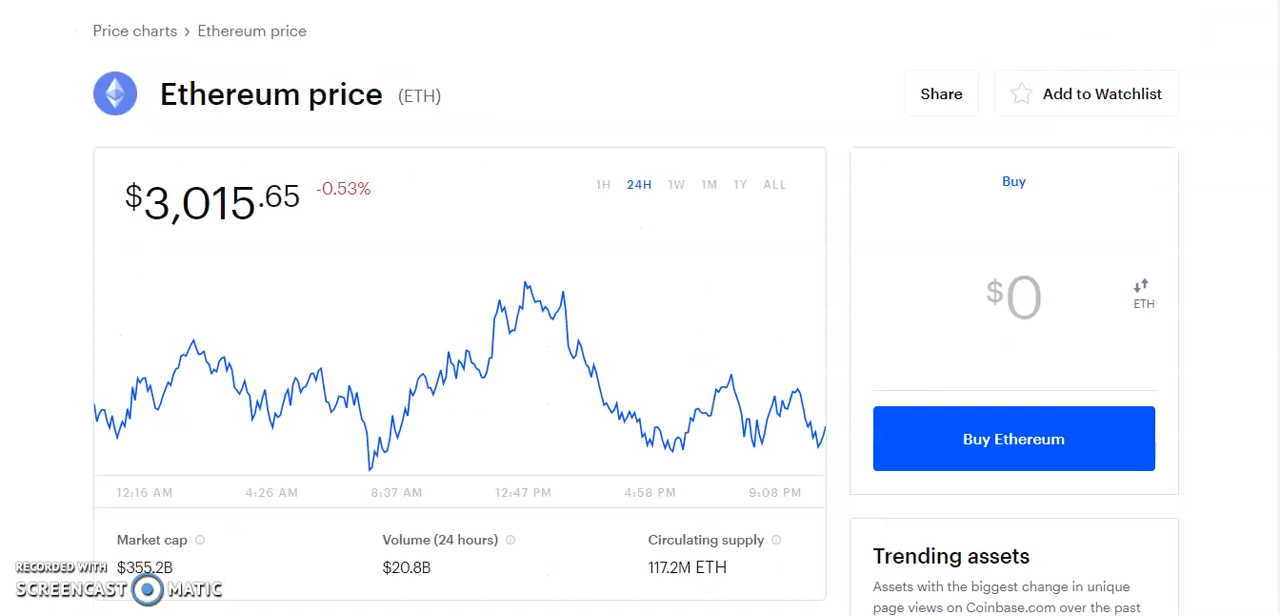 Price charts > Ethereum price
Ethereum price (ETH)
Share
Add to Watchlist
$3,015.65 -0.53%
1H 24H 1W 1M 1Y ALL
12:16 AM 4:26 AM 8:37 AM 12:47 PM 4:58 PM 9:08 PM
Market cap
$355.2B
Volume (24 hours)
$20.8B
Circulating supply
117.2M ETH
Buy
$0
ETH
Buy Ethereum
Trending assets
Assets with the biggest change in unique
page views on Coinbase.com over the past
RECORDED WITH
SCREENCAST MATIC